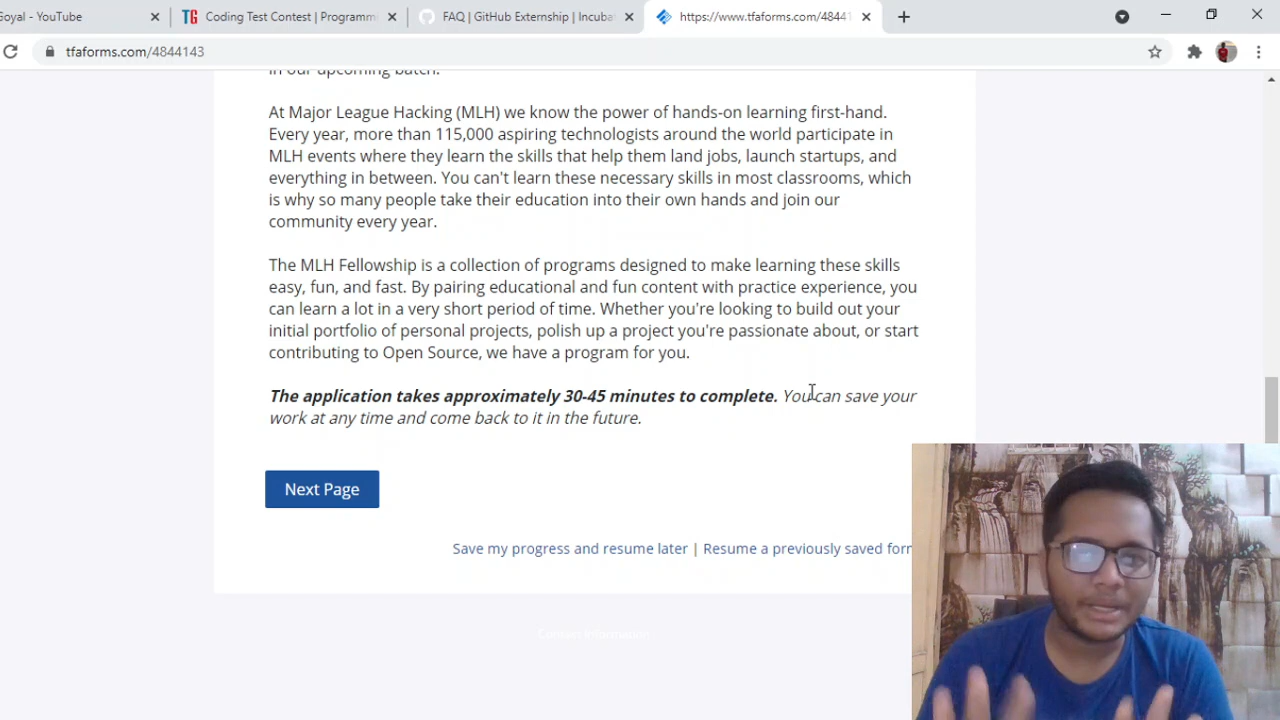 Goyal - YouTube
Coding Test Contest | Programm
FAQ | GitHub Externship | Incuba
https://www.tfaforms.com/48441
tfaforms.com/4844143
in our upcoming batch.
At Major League Hacking (MLH) we know the power of hands-on learning first-hand.
Every year, more than 115,000 aspiring technologists around the world participate in
MLH events where they learn the skills that help them land jobs, launch startups, and
everything in between. You can't learn these necessary skills in most classrooms, which
is why so many people take their education into their own hands and join our
community every year.
The MLH Fellowship is a collection of programs designed to make learning these skills
easy, fun, and fast. By pairing educational and fun content with practice experience, you
can learn a lot in a very short period of time. Whether you're looking to build out your
initial portfolio of personal projects, polish up a project you're passionate about, or start
contributing to Open Source, we have a program for you.
The application takes approximately 30-45 minutes to complete. You can save your
work at any time and come back to it in the future.
Next Page
Save my progress and resume later | Resume a previously saved form
Contact Information